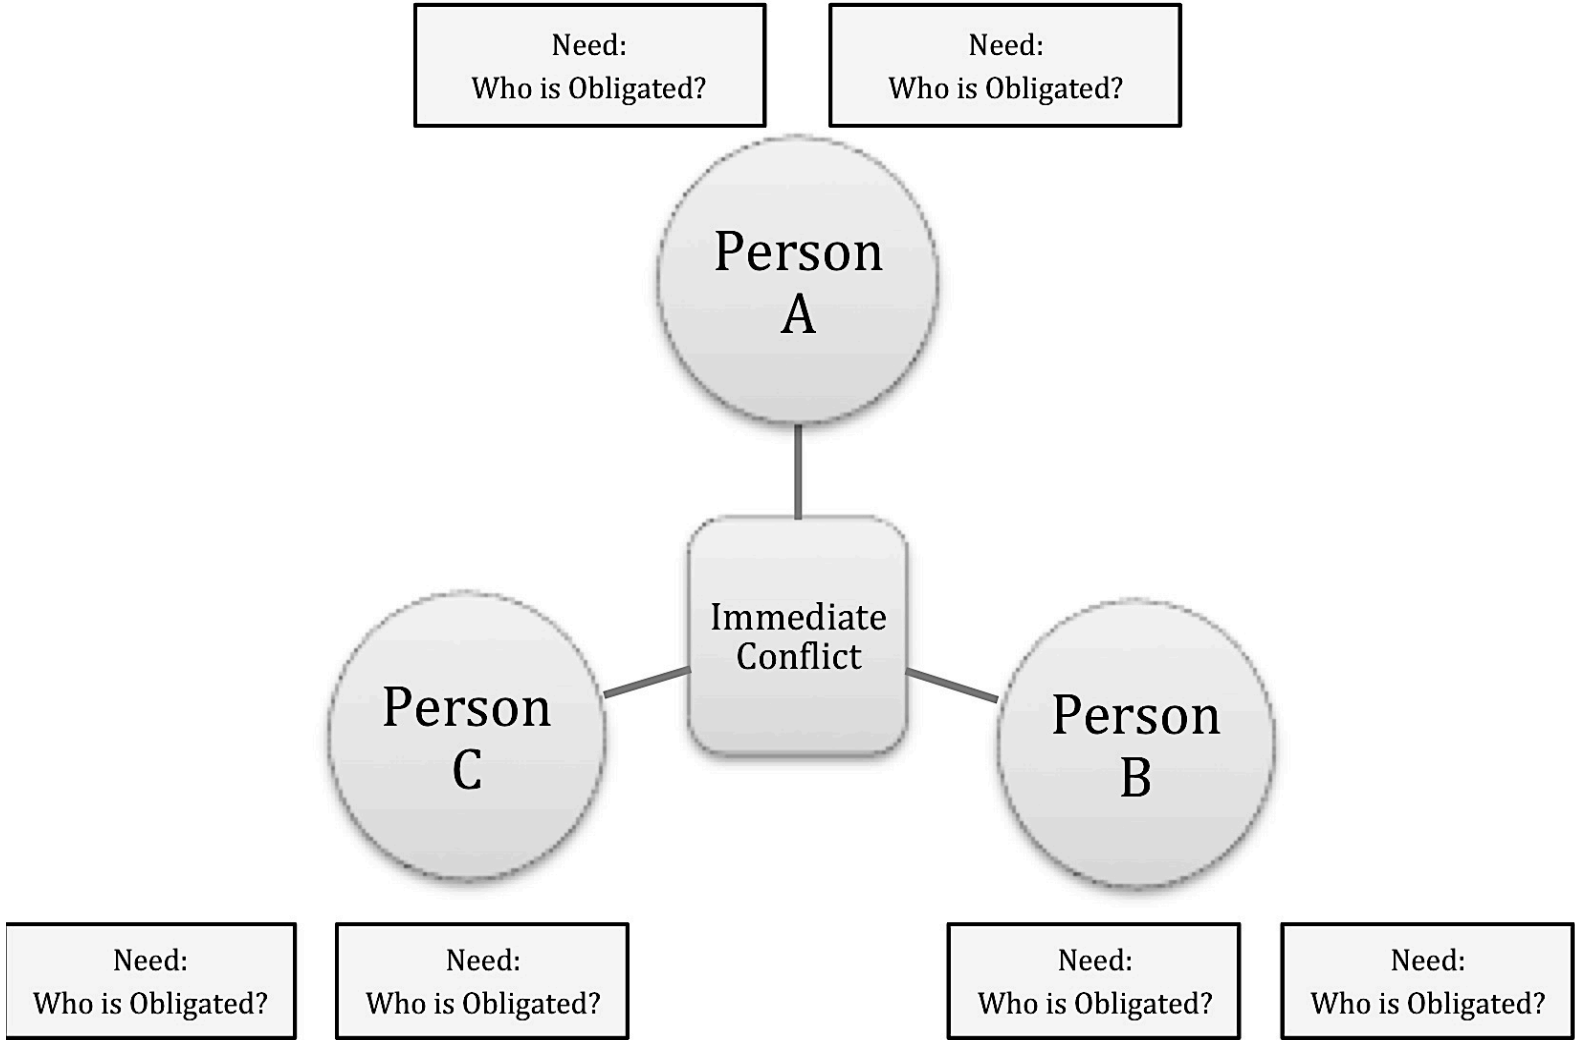 Need:
Who is Obligated?
Need:
Who is Obligated?
Person
A
Immediate
Conflict
Person
C
Person
B
Need:
Who is Obligated?
Need:
Who is Obligated?
Need:
Who is Obligated?
Need:
Who is Obligated?